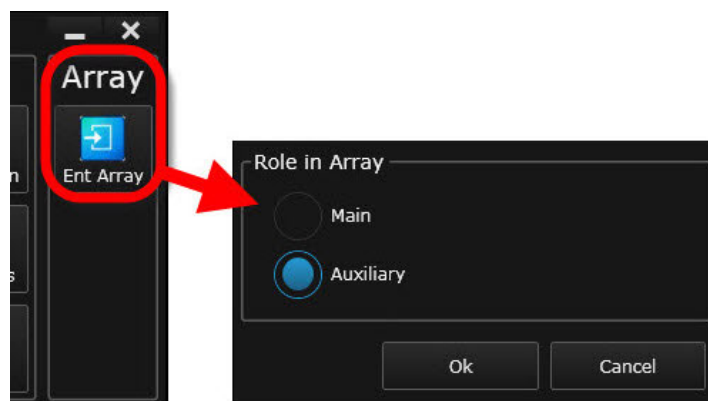 Array
Ent Array
n
s
Role in Array
Main
Auxiliary
Ok
Cancel